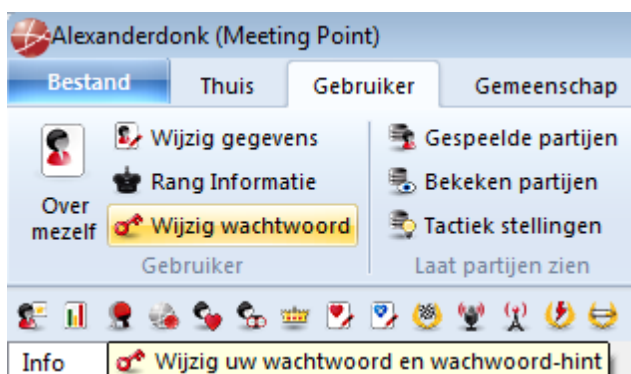 Alexanderdonk (Meeting Point)
Bestand Thuis Gebruiker Gemeenschap
Over mezelf
Wijzig gegevens
Rang Informatie
Wijzig wachtwoord
Gebruiker
Gespeelde partijen
Bekeken partijen
Tactiek stellingen
Laat partijen zien
Info
Wijzig uw wachtwoord en wachwoord-hint